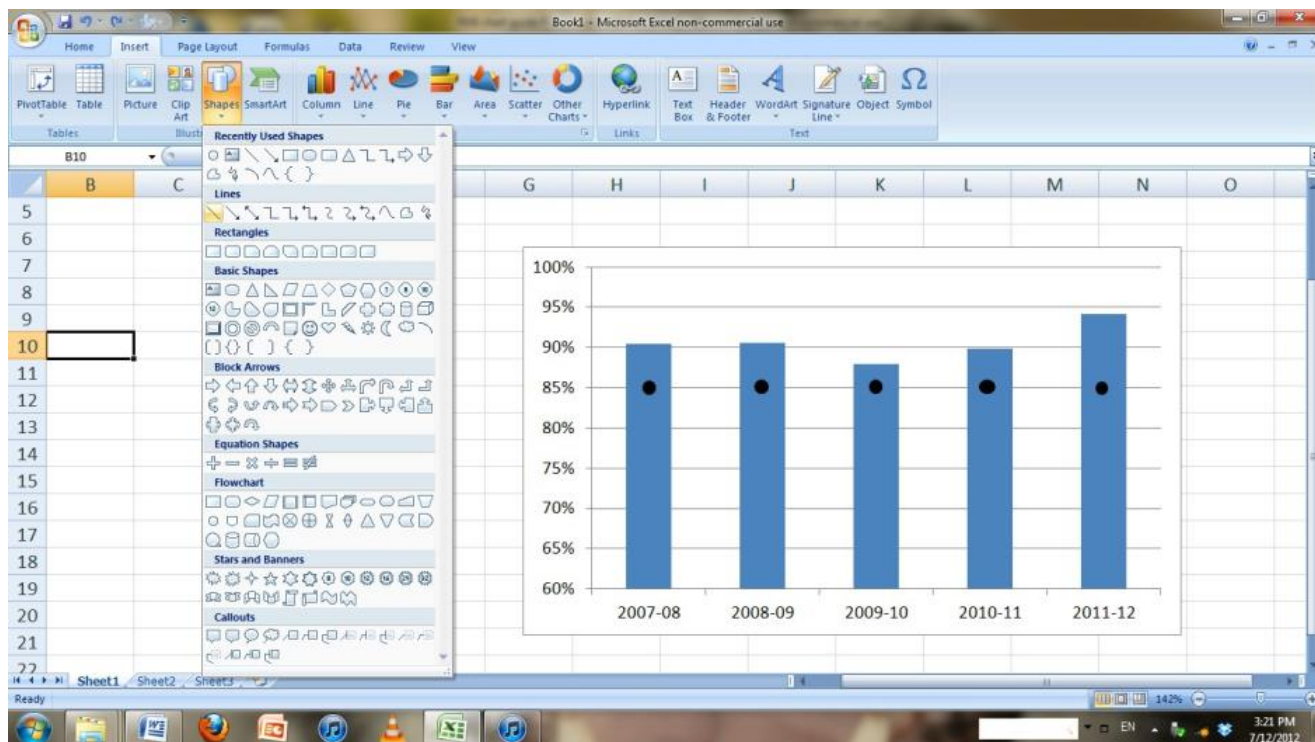 Book1 - Microsoft Excel non-commercial use
Home Insert Page Layout Formulas Data Review View
PivotTable Table Picture Clip Art Shapes SmartArt Column Line Pie Bar Area Scatter Other Charts Hyperlink Text Box Header & Footer WordArt Signature Line Object Symbol
Tables Links Text
B10
Recently Used Shapes
Lines
Rectangles
Basic Shapes
Block Arrows
Equation Shapes
Flowchart
Stars and Banners
Callouts
B C G H I J K L M N O
5
6
7
8
9
10
11
12
13
14
15
16
17
18
19
20
21
22
100%
95%
90%
85%
80%
75%
70%
65%
60%
2007-08 2008-09 2009-10 2010-11 2011-12
Sheet1 Sheet2 Sheet3
Ready 142%
EN 3:21 PM
7/12/2012